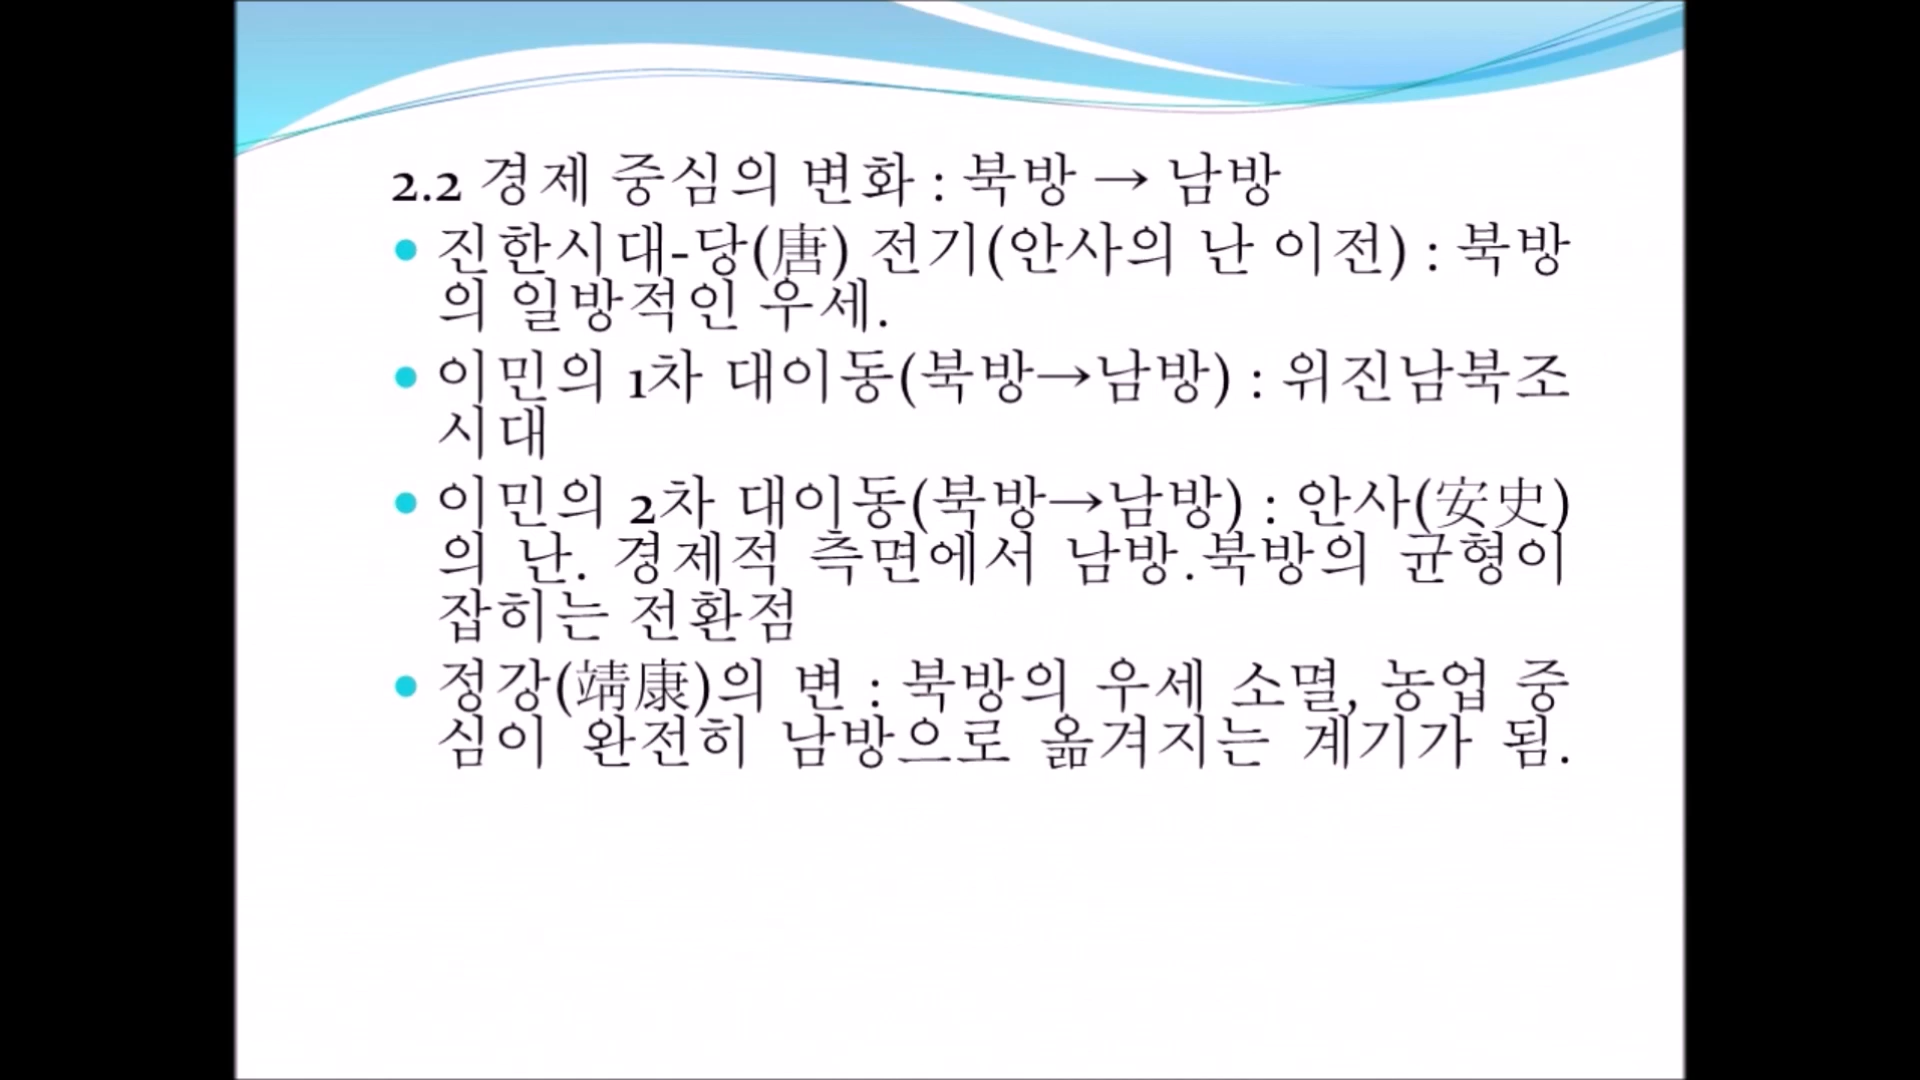 2.2 경제 중심의 변화 : 북방 → 남방
진한시대-당(唐) 전기(안사의 난 이전) : 북방
의 일방적인 우세.
이민의 1차 대이동(북방→남방) : 위진남북조
시대
이민의 2차 대이동(북방→남방) : 안사(安史)
의 난. 경제적 측면에서 남방.북방의 균형이
잡히는 전환점
정강(靖康)의 변 : 북방의 우세 소멸, 농업 중
심이 완전히 남방으로 옮겨지는 계기가 됨.